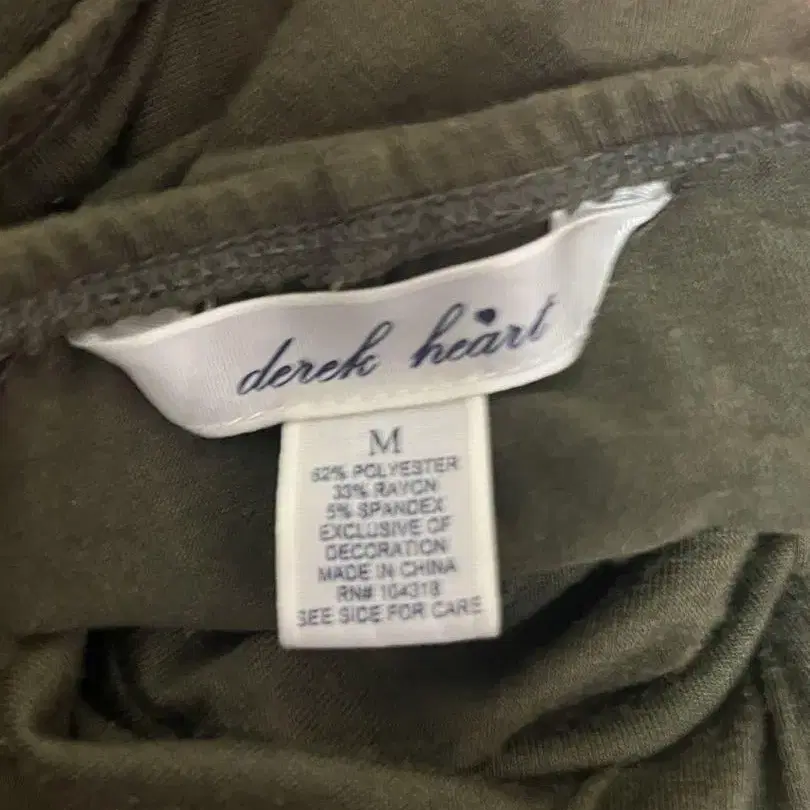 derek heart
M
62% POLYESTER
33% RAYON
5% SPANDEX
EXCLUSIVE OF
DECORATION
MADE IN CHINA
RN# 104318
SEE SIDE FOR CARE